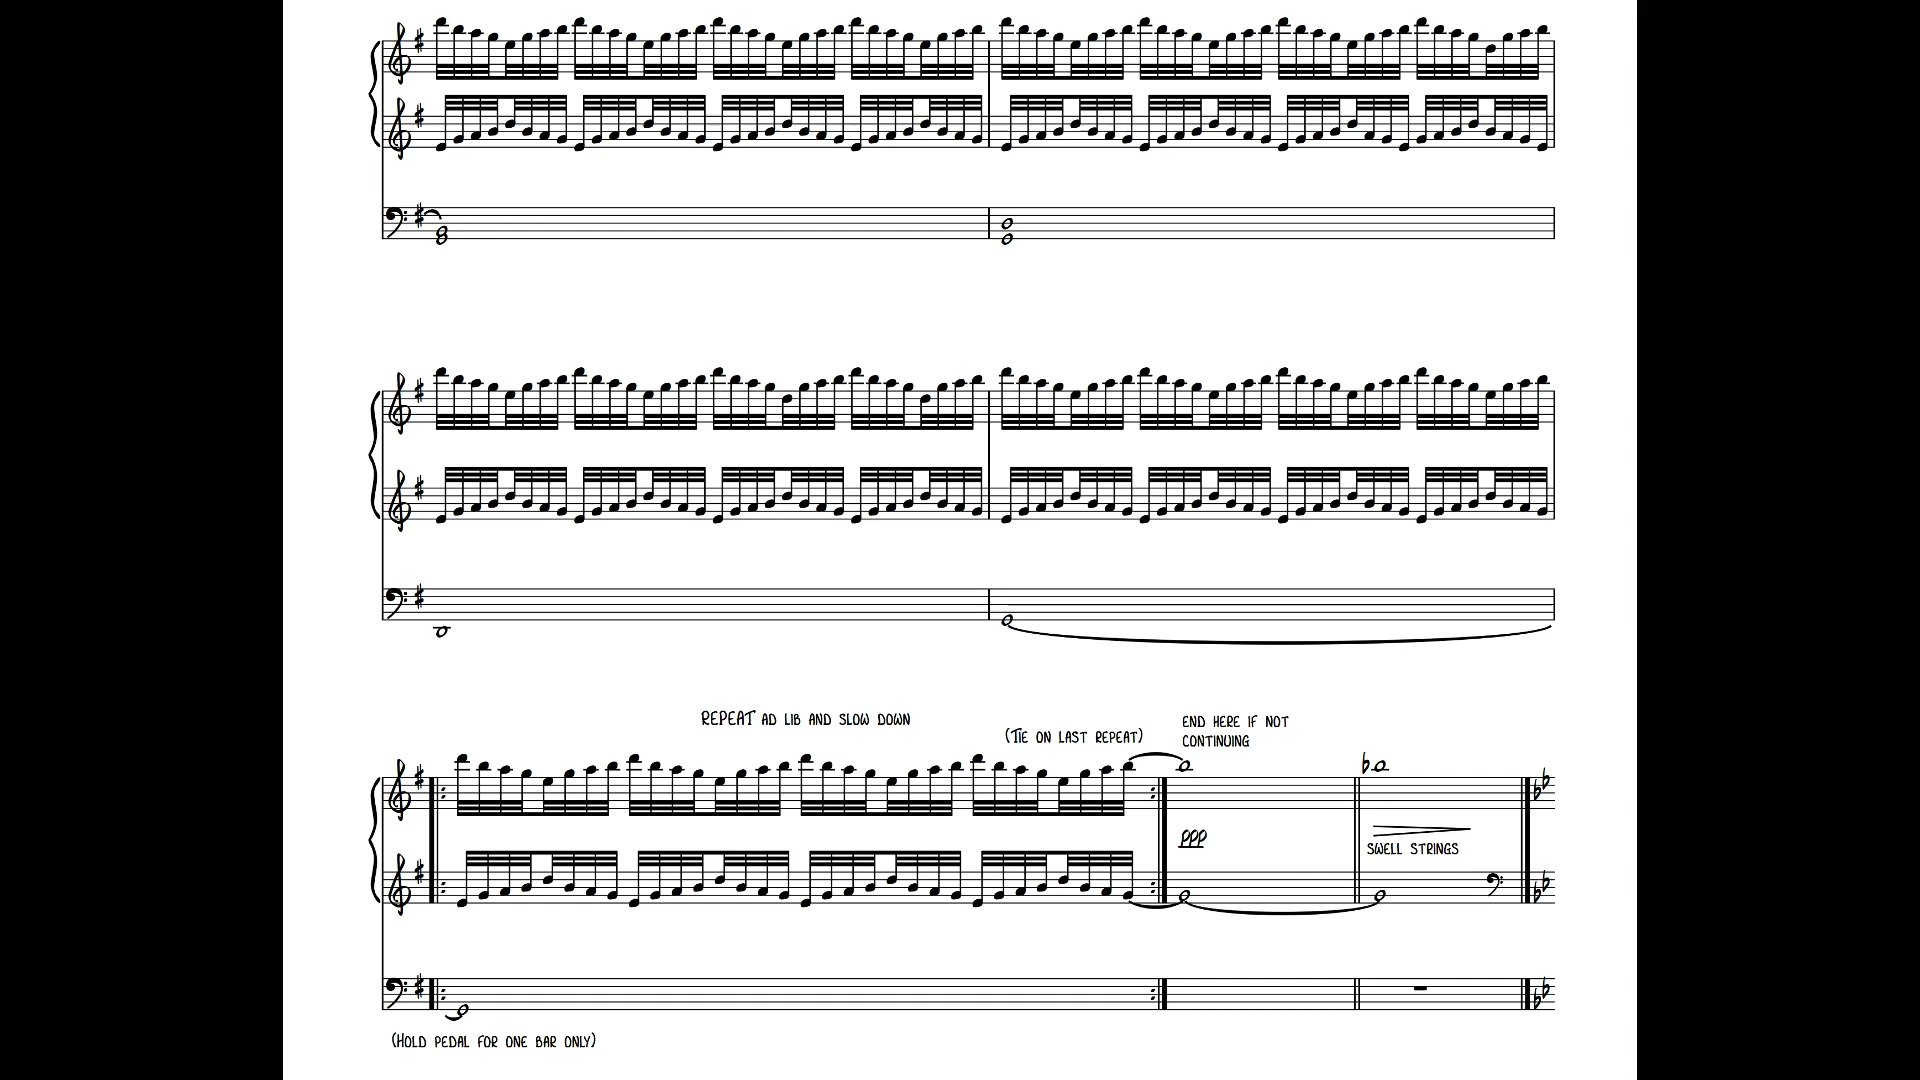 REPEAT AD LIB AND SLOW DOWN
(TIE ON LAST REPEAT)
END HERE IF NOT
CONTINUING
ppp
SWELL STRINGS
(HOLD PEDAL FOR ONE BAR ONLY)